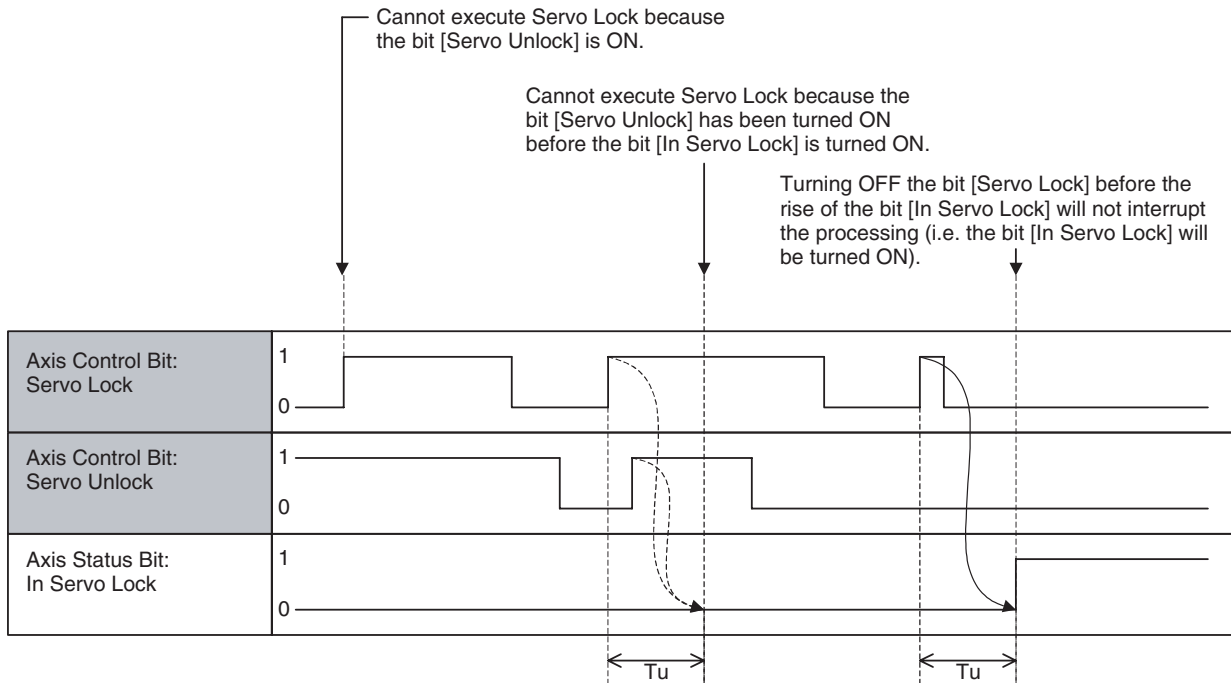 Cannot execute Servo Lock because
the bit [Servo Unlock] is ON.
Cannot execute Servo Lock because the
bit [Servo Unlock] has been turned ON
before the bit [In Servo Lock] is turned ON.
Turning OFF the bit [Servo Lock] before the
rise of the bit [In Servo Lock] will not interrupt
the processing (i.e. the bit [In Servo Lock] will
be turned ON).
Axis Control Bit:
Servo Lock
1
0
Axis Control Bit:
Servo Unlock
1
0
Axis Status Bit:
In Servo Lock
1
0
Tu
Tu